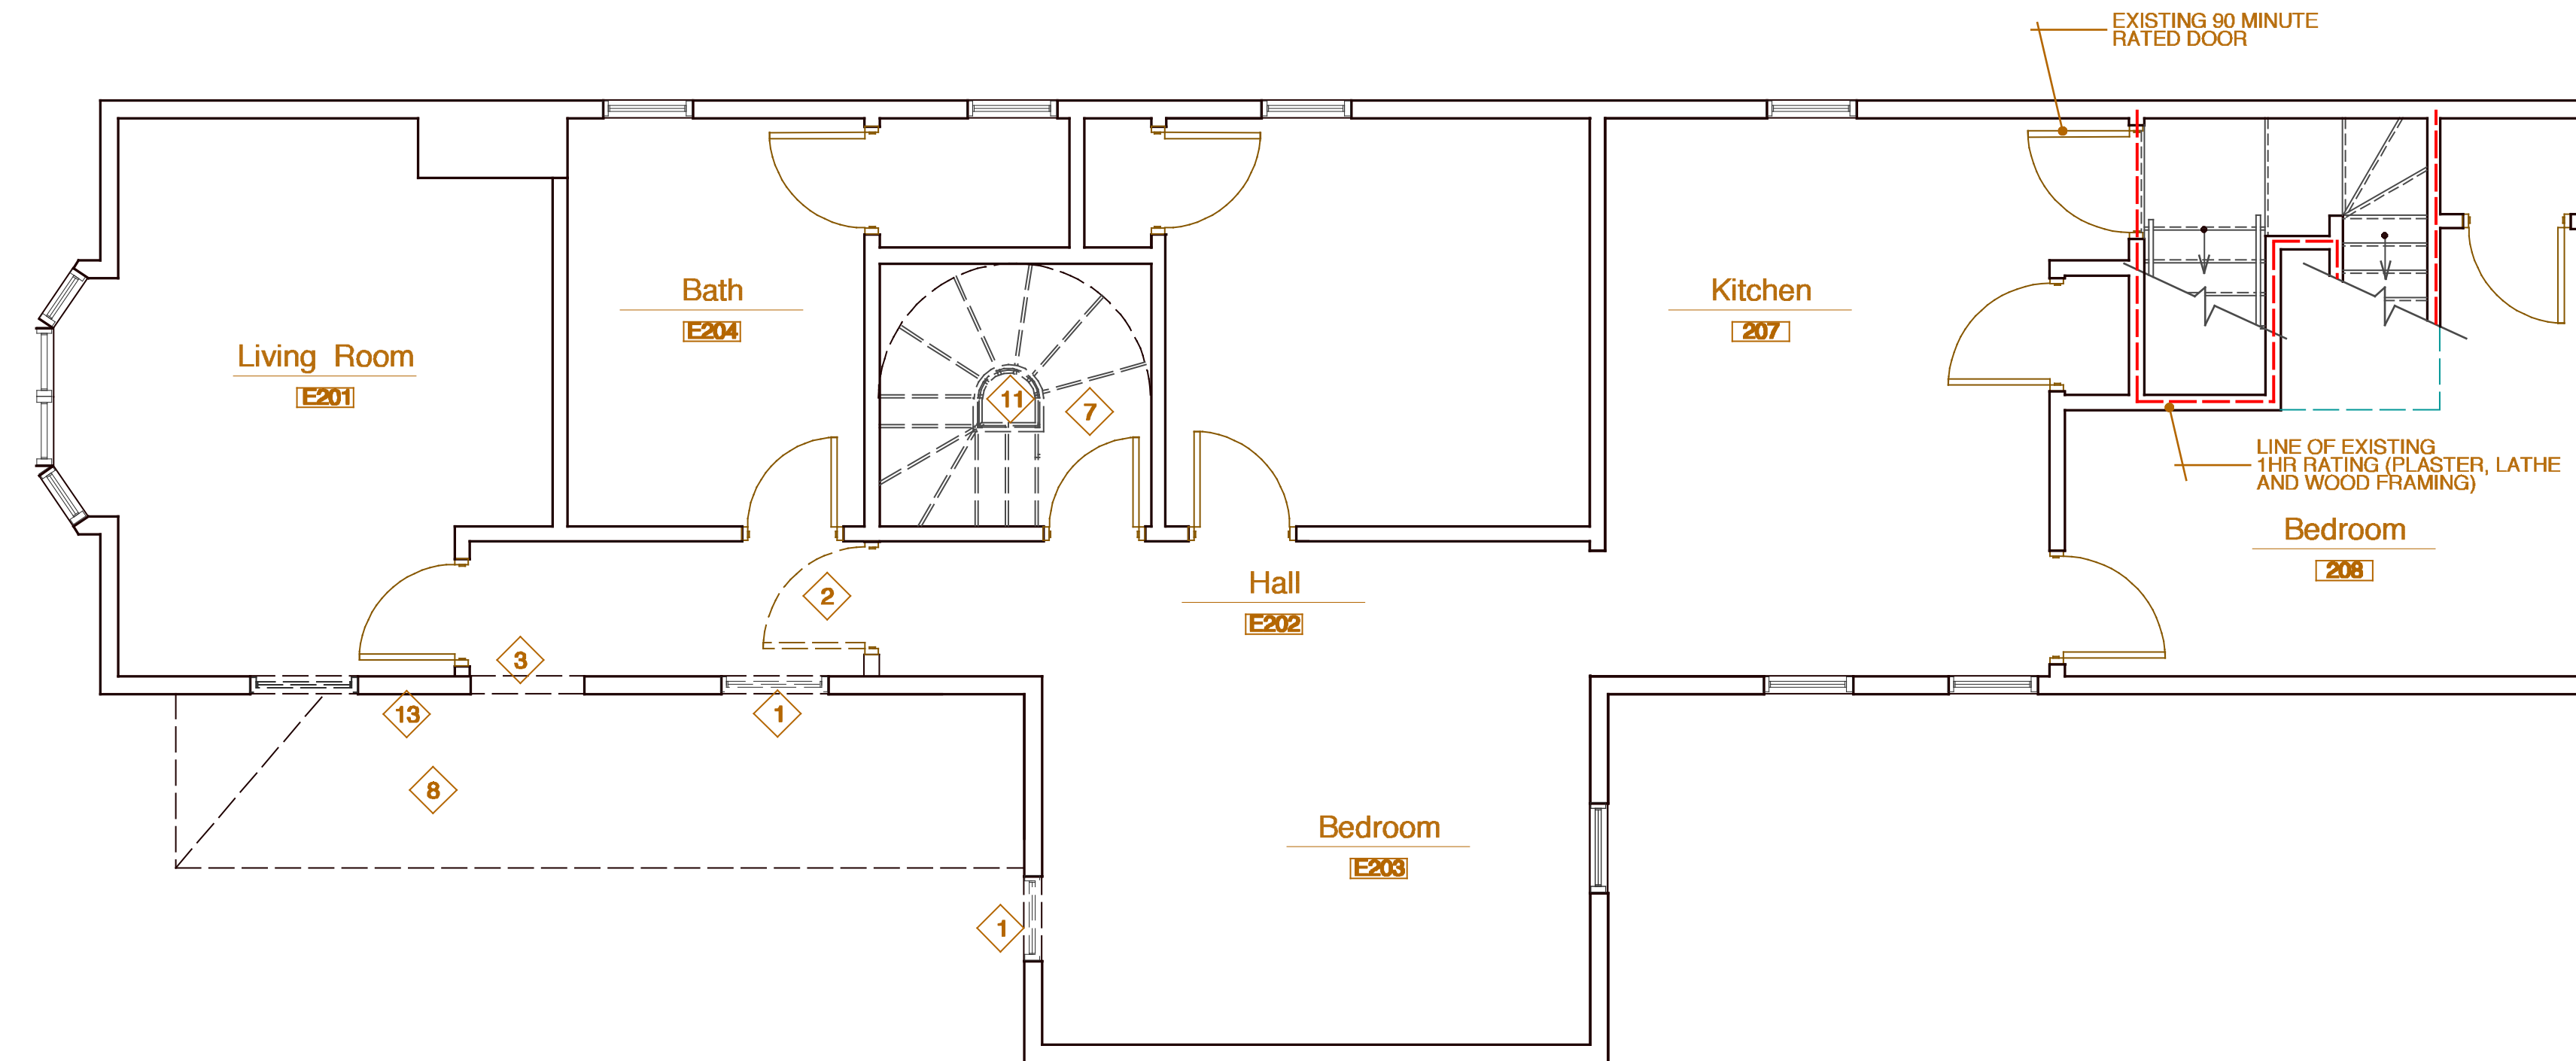 EXISTING 90 MINUTE
RATED DOOR
Bath
E204
Kitchen
207
Living Room
E201
11
7
LINE OF EXISTING
1HR RATING (PLASTER, LATHE
AND WOOD FRAMING)
Bedroom
208
Hall
E202
2
3
13
1
8
Bedroom
E203
1